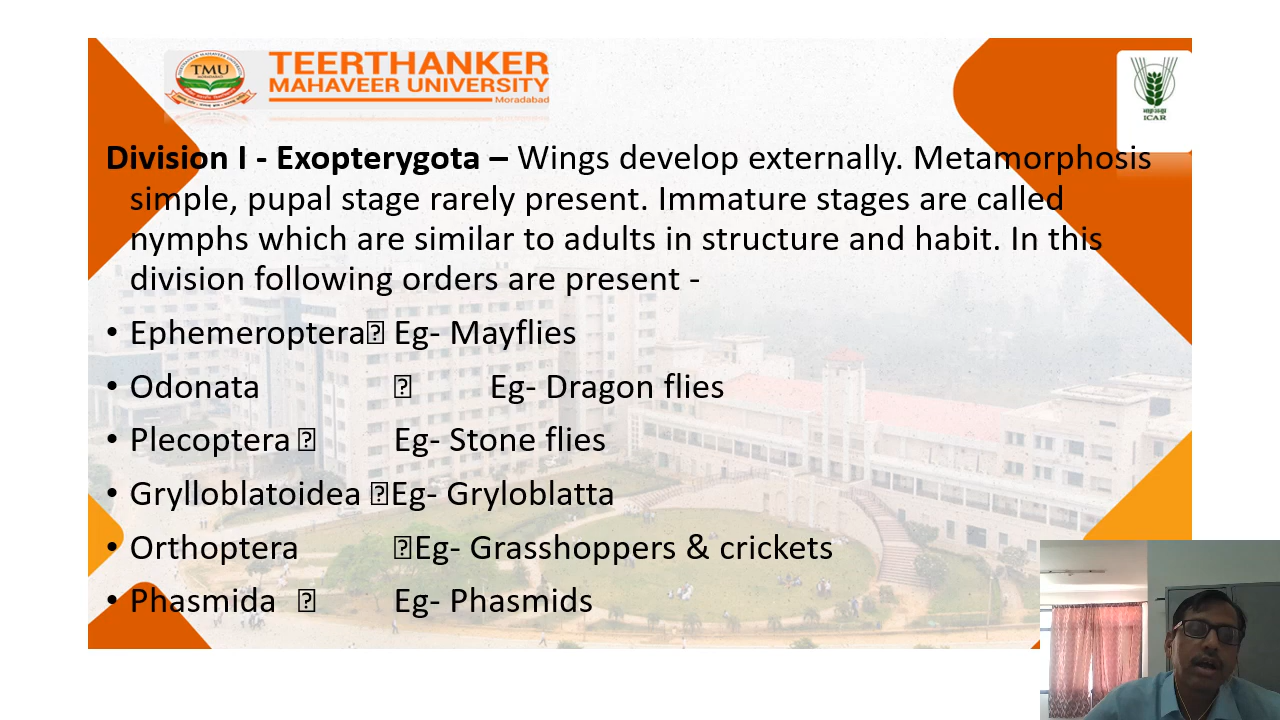 TMU
TEERTHANKER
MAHAVEER UNIVERSITY
Moradabad
ICAR
Division I - Exopterygota – Wings develop externally. Metamorphosis
simple, pupal stage rarely present. Immature stages are called
nymphs which are similar to adults in structure and habit. In this
division following orders are present -
• Ephemeroptera Eg- Mayflies
• Odonata Eg- Dragon flies
• Plecoptera Eg- Stone flies
• Grylloblatoidea Eg- Gryloblatta
• Orthoptera Eg- Grasshoppers & crickets
• Phasmida Eg- Phasmids